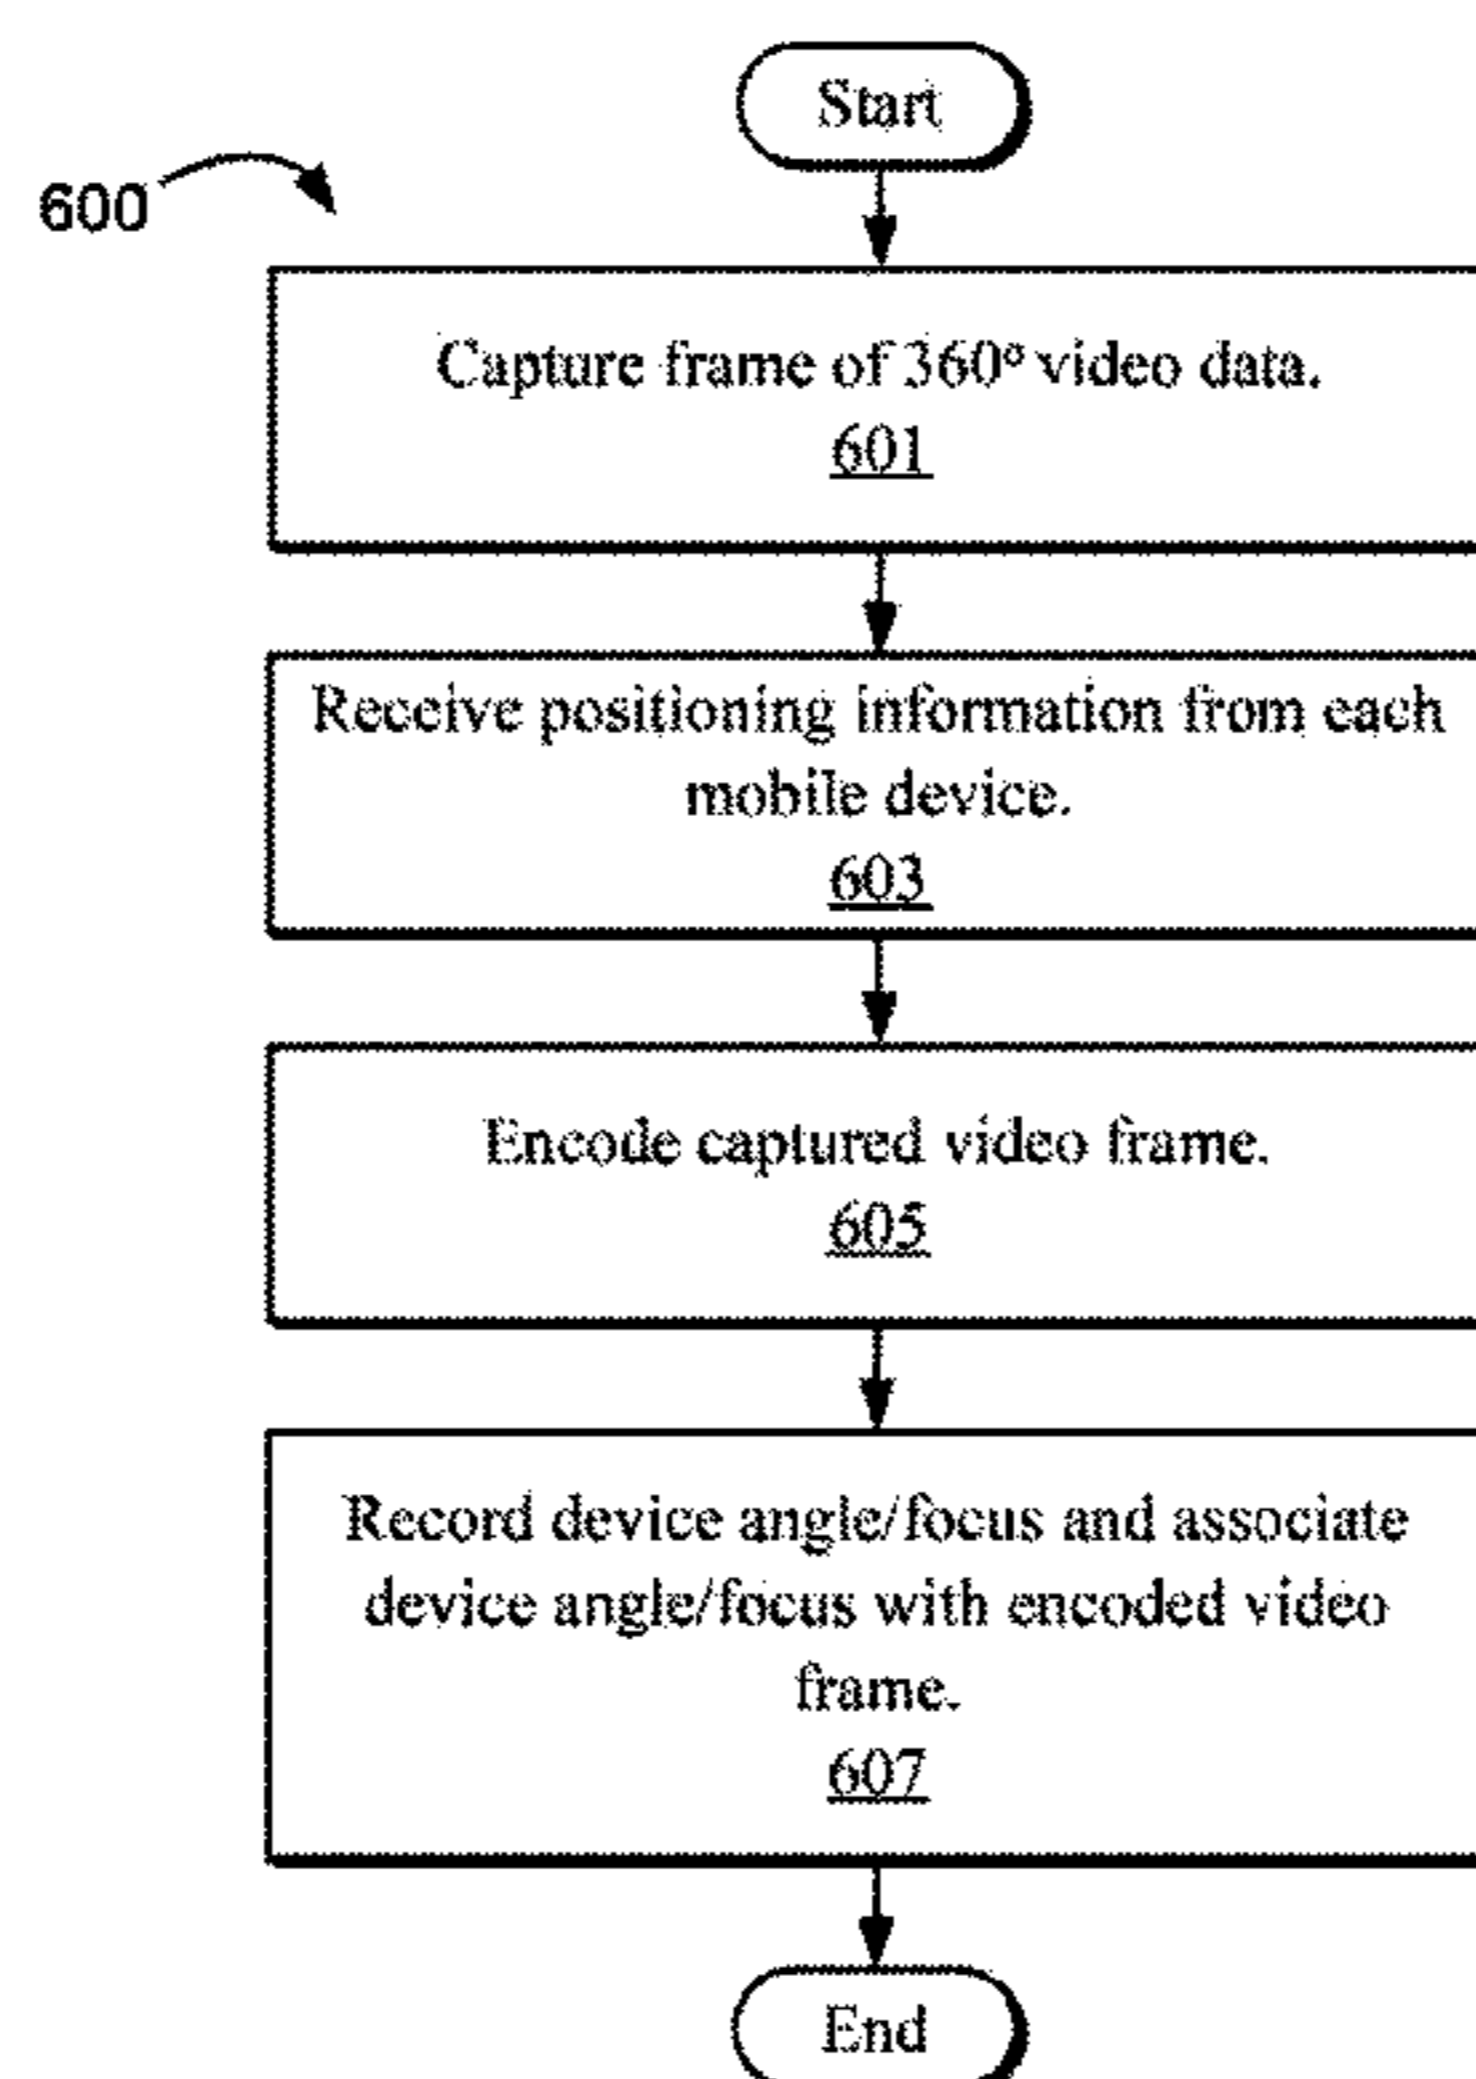 Start
600
Capture frame of 360° video data.
601
Receive positioning information from each
mobile device.
603
Encode captured video frame.
605
Record device angle/focus and associate
device angle/focus with encoded video
frame.
607
End